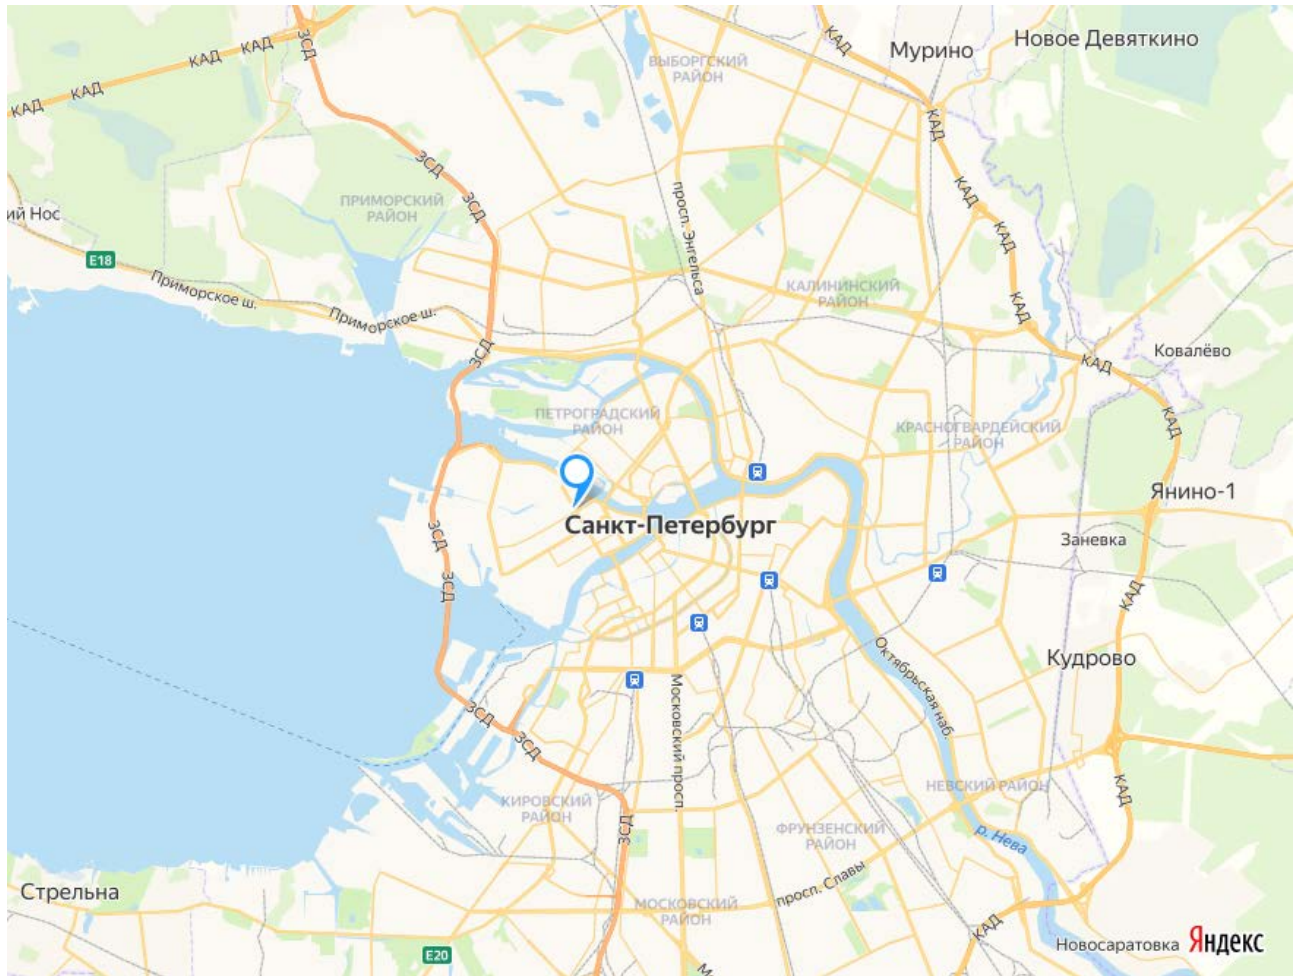 КАД
ЗСД
КАД
Мурино
Новое Девяткино
КАД
ВЫБОРГСКИЙ
РАЙОН
КАД
КАД
КАД
ЗСД
КАД
ПРИМОРСКИЙ
РАЙОН
ЗСД
просп. Энгельса
ий Нос
КАД
E18
Приморское ш.
Приморское ш.
КАЛИНИНСКИЙ
РАЙОН
КАД
ЗСД
КАД
Ковалёво
ПЕТРОГРАДСКИЙ
РАЙОН
КРАСНОГВАРДЕЙСКИЙ
РАЙОН
КАД
Янино-1
Санкт-Петербург
ЗСД
Заневка
ЗСД
КАД
Октябрьская наб.
Кудрово
Московский просп.
ЗСД
ЗСД
НЕВСКИЙ РАЙОН
КАД
КИРОВСКИЙ
РАЙОН
ЗСД
ФРУНЗЕНСКИЙ
РАЙОН
р. Нева
Стрельна
просп. Славы
МОСКОВСКИЙ
РАЙОН
КАД
E20
Новосаратовка
Яндекс